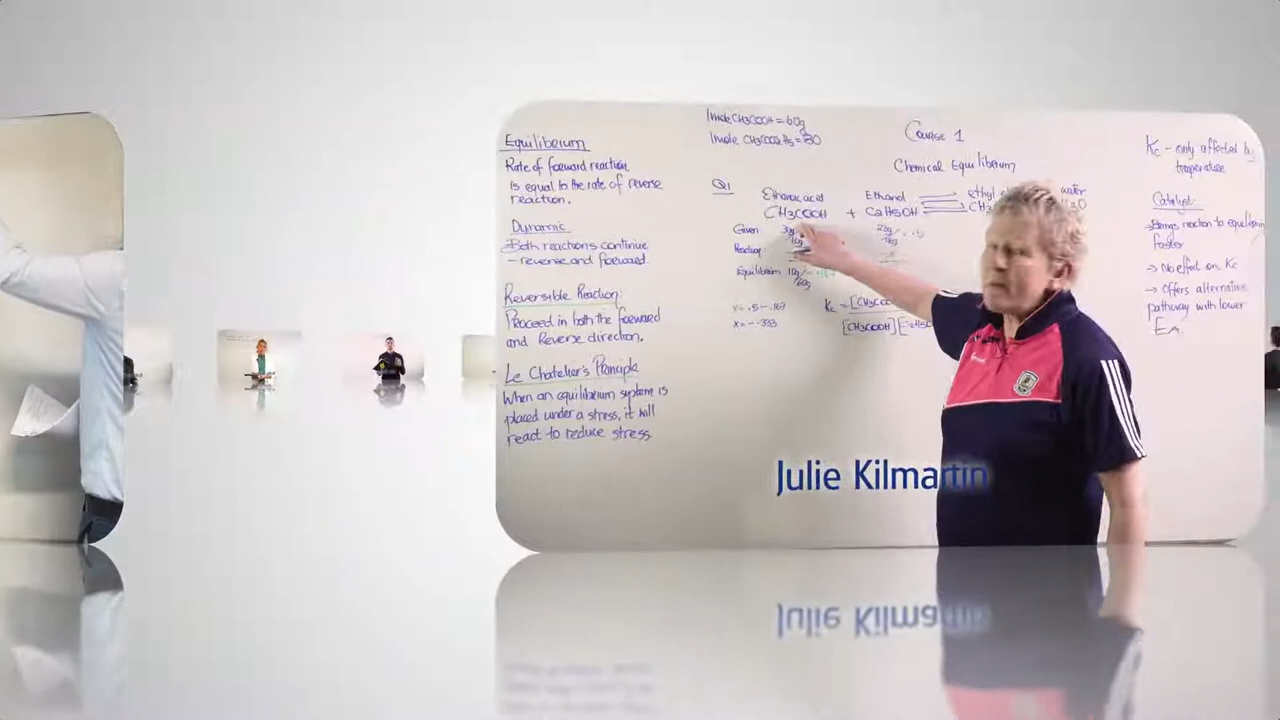 Equilibrium
Rate of forward reaction
is equal to the rate of reverse
reaction.
Dynamic
Both reactions continue
- reverse and forward.
Reversible Reaction:
Proceed in both the forward
and Reverse direction.
Le Chatelier's Principle
When an equilibrium system is
placed under a stress, it will
react to reduce stress.
1mole CH3COOH = 60g
Course 1
Chemical Equilibrium
Q1
Ethanoic acid Ethanol water
CH3COOH + C2H5OH
Given
Reaction:
Equilibrium
x = .5 - .167
x = - .333
Kc - only affected by
temperature
Catalyst
→Brings reaction to equilibrium
Faster
→ No effect on Kc
→ Offers alternative
pathway with lower
EA
Julie Kilmartin